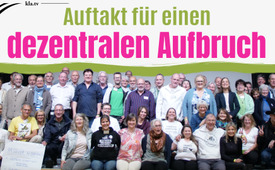 kla.tv
Auftakt für einen
dezentralen Aufbruch